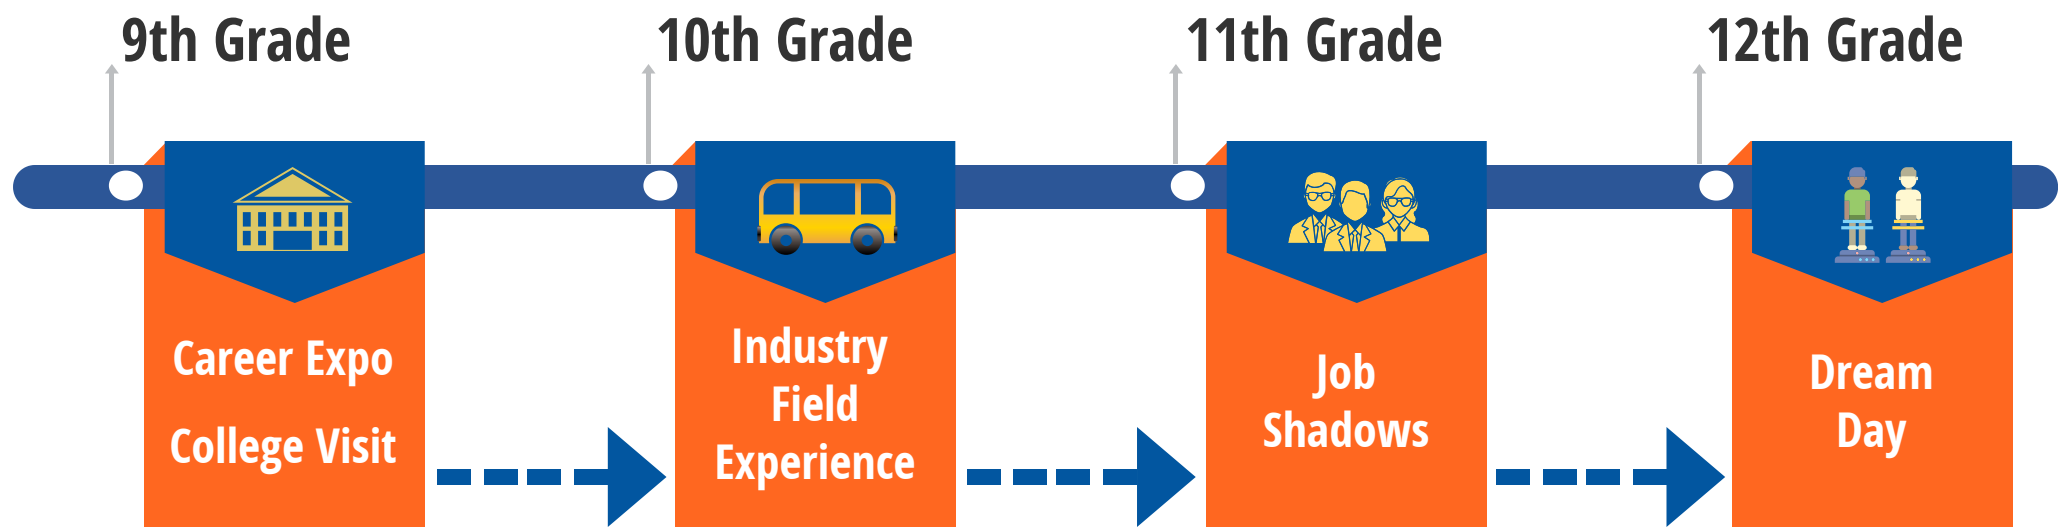 9th Grade
10th Grade
11th Grade
12th Grade
Career Expo
College Visit
Industry
Field
Experience
Job
Shadows
Dream
Day